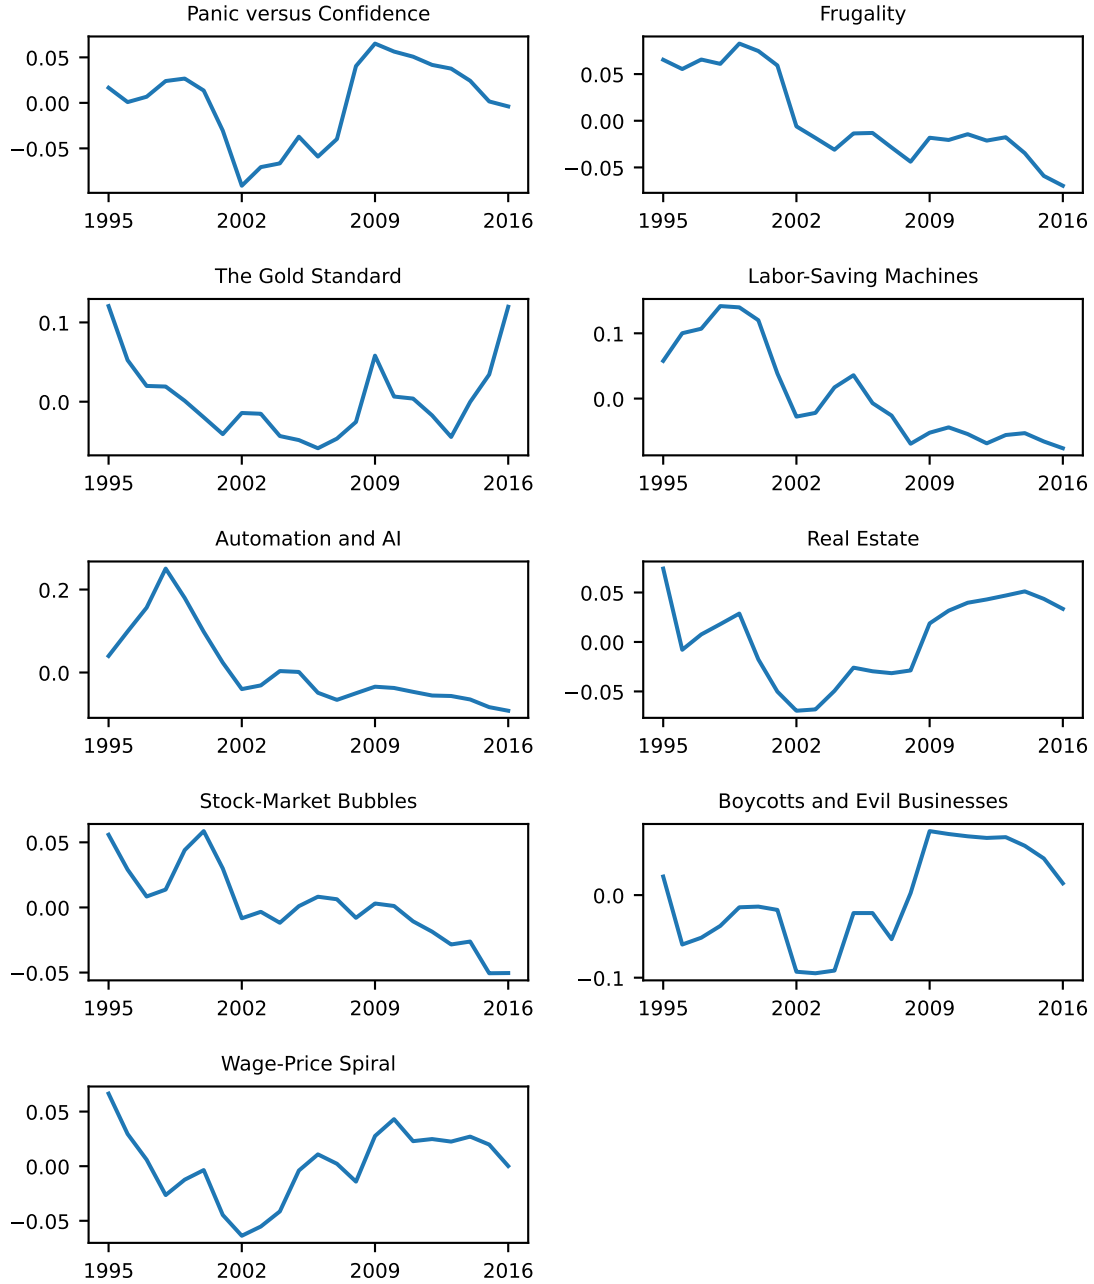 Panic versus Confidence
0.05
0.00
−0.05
1995 2002 2009 2016
Frugality
0.05
0.00
−0.05
1995 2002 2009 2016
The Gold Standard
0.1
0.0
1995 2002 2009 2016
Labor-Saving Machines
0.1
0.0
1995 2002 2009 2016
Automation and AI
0.2
0.0
1995 2002 2009 2016
Real Estate
0.05
0.00
−0.05
1995 2002 2009 2016
Stock-Market Bubbles
0.05
0.00
−0.05
1995 2002 2009 2016
Boycotts and Evil Businesses
0.0
−0.1
1995 2002 2009 2016
Wage-Price Spiral
0.05
0.00
−0.05
1995 2002 2009 2016